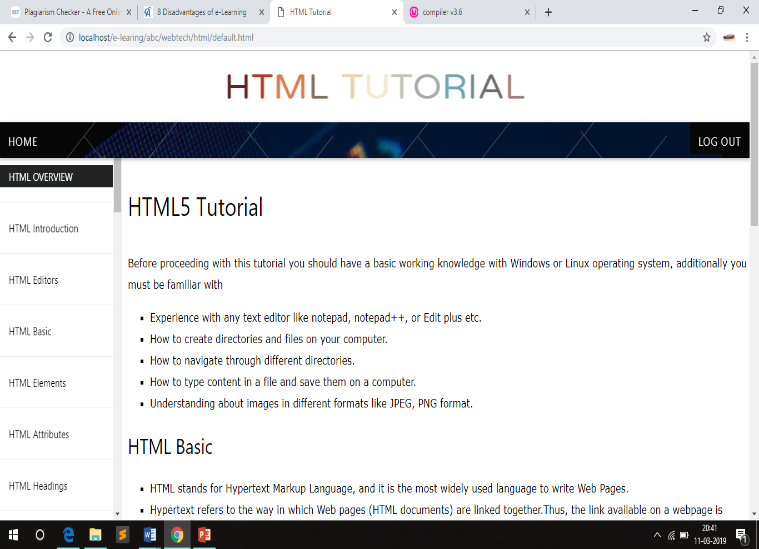 Plagiarism Checker - A Free Onli
8 Disadvantages of e-Learning
HTML Tutorial
compiler v3.6
localhost/e-learing/abc/webtech/html/default.html
HTML TUTORIAL
HOME
LOG OUT
HTML OVERVIEW
HTML Introduction
HTML Editors
HTML Basic
HTML Elements
HTML Attributes
HTML Headings
HTML5 Tutorial
Before proceeding with this tutorial you should have a basic working knowledge with Windows or Linux operating system, additionally you
must be familiar with
Experience with any text editor like notepad, notepad++, or Edit plus etc.
How to create directories and files on your computer.
How to navigate through different directories.
How to type content in a file and save them on a computer.
Understanding about images in different formats like JPEG, PNG format.
HTML Basic
HTML stands for Hypertext Markup Language, and it is the most widely used language to write Web Pages.
Hypertext refers to the way in which Web pages (HTML documents) are linked together.Thus, the link available on a webpage is
20:41
11-03-2019